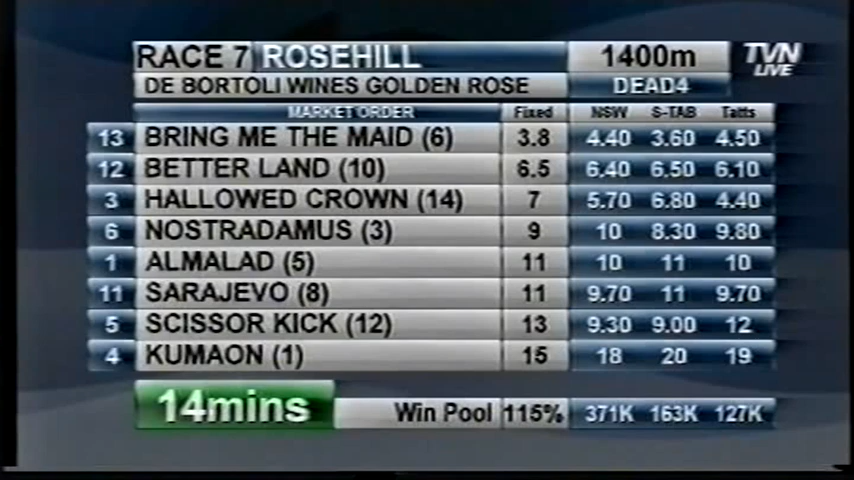 RACE 7 ROSEHILL 1400m TVN LIVE
DE BORTOLI WINES GOLDEN ROSE DEAD4
MARKET ORDER Fixed NSW S-TAB Tatts
13 BRING ME THE MAID (6) 3.8 4.40 3.60 4.50
12 BETTER LAND (10) 6.5 6.40 6.50 6.10
3 HALLOWED CROWN (14) 7 5.70 6.80 4.40
6 NOSTRADAMUS (3) 9 10 8.30 9.80
1 ALMALAD (5) 11 10 11 10
11 SARAJEVO (8) 11 9.70 11 9.70
5 SCISSOR KICK (12) 13 9.30 9.00 12
4 KUMAON (1) 15 18 20 19
14mins Win Pool 115% 371K 163K 127K